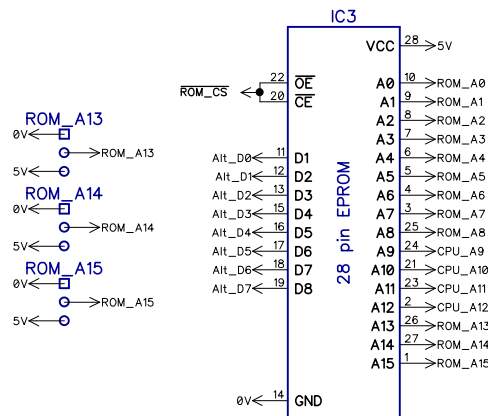 IC3
VCC 28 5V
22 OE
ROM_CS
20 CE
A0 10 ROM_A0
A1 9 ROM_A1
A2 8 ROM_A2
A3 7 ROM_A3
A4 6 ROM_A4
A5 5 ROM_A5
A6 4 ROM_A6
A7 3 ROM_A7
A8 25 ROM_A8
A9 24 CPU_A9
A10 21 CPU_A10
A11 23 CPU_A11
A12 2 CPU_A12
A13 26 ROM_A13
A14 27 ROM_A14
A15 1 ROM_A15
Alt_D0 11 D1
Alt_D1 12 D2
Alt_D2 13 D3
Alt_D3 15 D4
Alt_D4 16 D5
Alt_D5 17 D6
Alt_D6 18 D7
Alt_D7 19 D8
28 pin EPROM
0V 14 GND
ROM_A13
0V
ROM_A13
5V
ROM_A14
0V
ROM_A14
5V
ROM_A15
0V
ROM_A15
5V